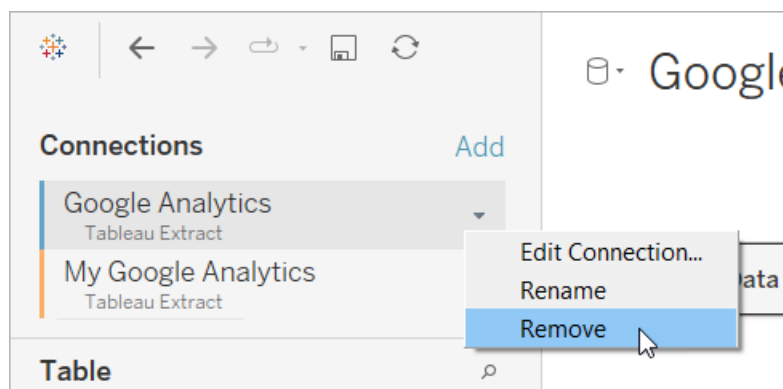 Google
Connections Add
Google Analytics
Tableau Extract
My Google Analytics
Tableau Extract
Edit Connection...
Rename
Remove
Table